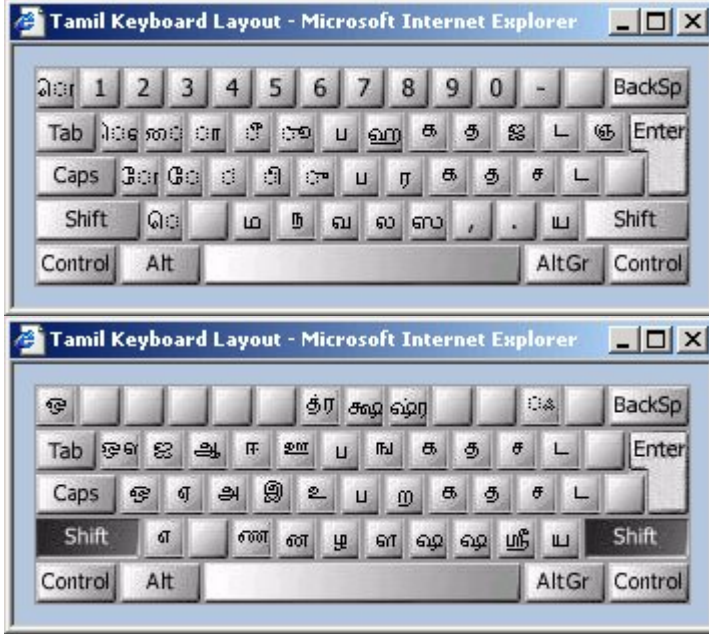 Tamil Keyboard Layout - Microsoft Internet Explorer
ொ 1 2 3 4 5 6 7 8 9 0 - BackSp
Tab ௌ ை ா ீ ூ ப ஹ க த ஜ ட ஞ Enter
Caps ோ ே ் ி ு ப ர க த ச ட
Shift ெ ம ந வ ல ஸ , . ய Shift
Control Alt AltGr Control
Tamil Keyboard Layout - Microsoft Internet Explorer
ஒ த்ர க்ஷ ஷ்ர ஃ BackSp
Tab ஔ ஐ ஆ ஈ ஊ ப ங க த ச ட Enter
Caps ஓ ஏ அ இ உ ப ற க த ச ட
Shift எ ண ன ழ ள ஷ ஷ ஸ்ரீ ய Shift
Control Alt AltGr Control